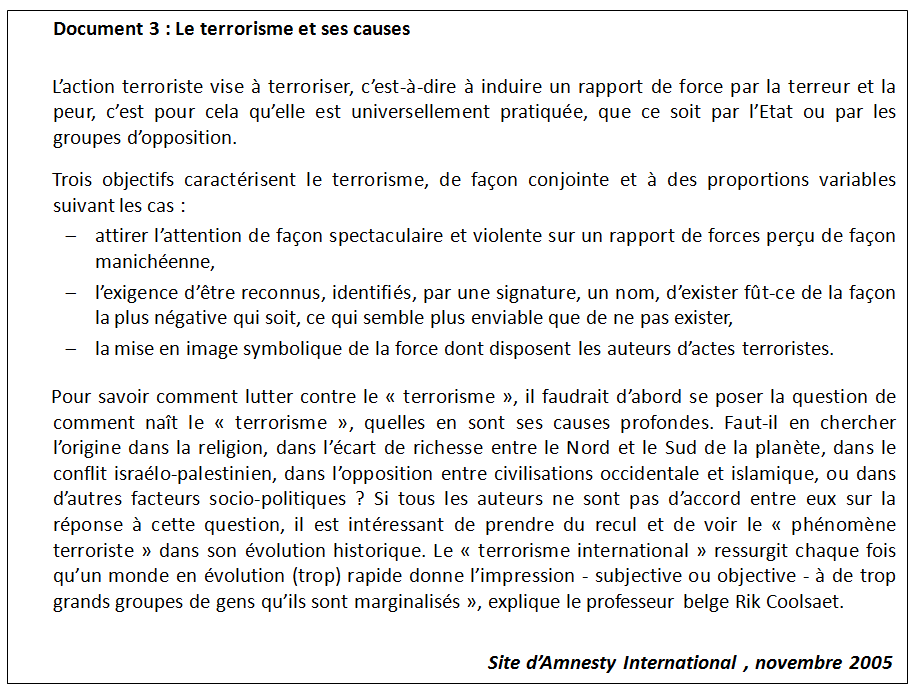 Document 3 : Le terrorisme et ses causes
L’action terroriste vise à terroriser, c’est-à-dire à induire un rapport de force par la terreur et la
peur, c’est pour cela qu’elle est universellement pratiquée, que ce soit par l’Etat ou par les
groupes d’opposition.
Trois objectifs caractérisent le terrorisme, de façon conjointe et à des proportions variables
suivant les cas :
– attirer l’attention de façon spectaculaire et violente sur un rapport de forces perçu de façon
manichéenne,
– l’exigence d’être reconnus, identifiés, par une signature, un nom, d’exister fût-ce de la façon
la plus négative qui soit, ce qui semble plus enviable que de ne pas exister,
– la mise en image symbolique de la force dont disposent les auteurs d’actes terroristes.
Pour savoir comment lutter contre le « terrorisme », il faudrait d’abord se poser la question de
comment naît le « terrorisme », quelles en sont ses causes profondes. Faut-il en chercher
l’origine dans la religion, dans l’écart de richesse entre le Nord et le Sud de la planète, dans le
conflit israélo-palestinien, dans l’opposition entre civilisations occidentale et islamique, ou dans
d’autres facteurs socio-politiques ? Si tous les auteurs ne sont pas d’accord entre eux sur la
réponse à cette question, il est intéressant de prendre du recul et de voir le « phénomène
terroriste » dans son évolution historique. Le « terrorisme international » ressurgit chaque fois
qu’un monde en évolution (trop) rapide donne l’impression - subjective ou objective - à de trop
grands groupes de gens qu’ils sont marginalisés », explique le professeur belge Rik Coolsaet.
Site d’Amnesty International , novembre 2005